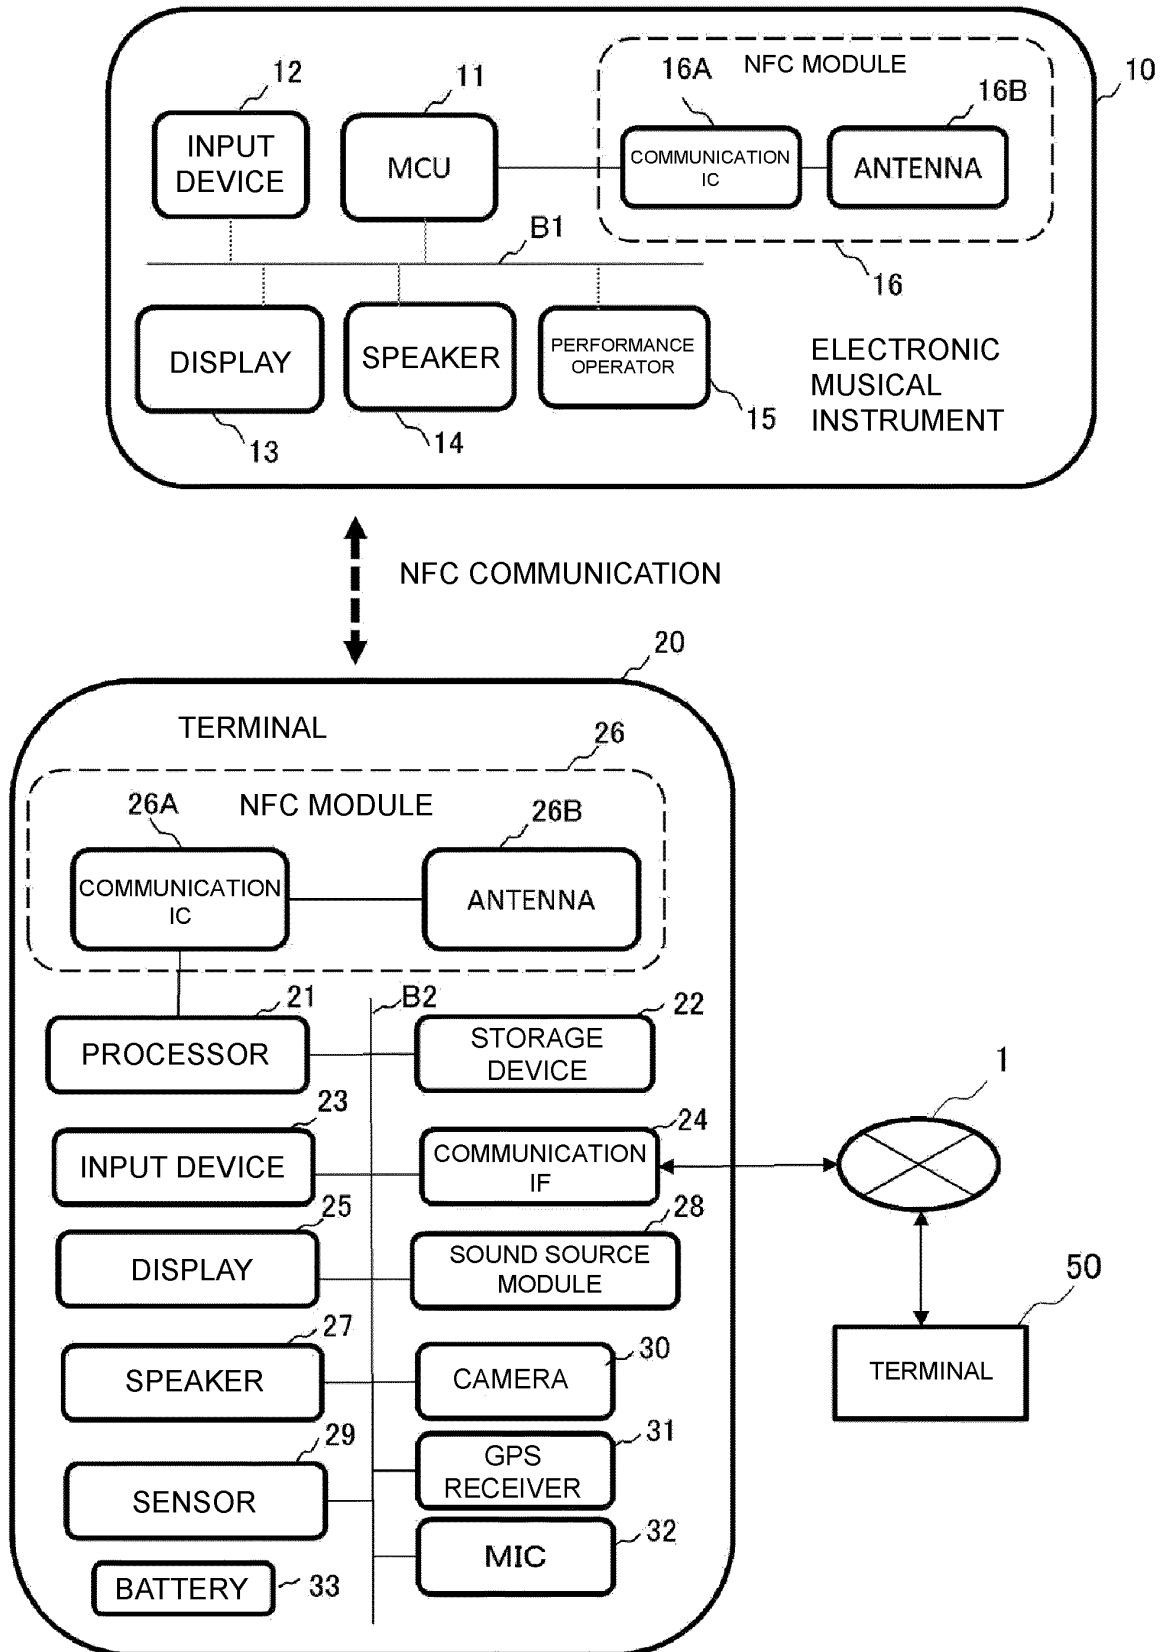 12
11
16A
NFC MODULE
16B
10
INPUT
DEVICE
MCU
COMMUNICATION
IC
ANTENNA
B1
16
DISPLAY
SPEAKER
PERFORMANCE
OPERATOR
ELECTRONIC
MUSICAL
INSTRUMENT
13
14
15
NFC COMMUNICATION
20
TERMINAL
26
26A
NFC MODULE
26B
COMMUNICATION
IC
ANTENNA
21
B2
22
PROCESSOR
STORAGE
DEVICE
23
24
1
INPUT DEVICE
COMMUNICATION
IF
25
28
DISPLAY
SOUND SOURCE
MODULE
50
27
30
SPEAKER
CAMERA
TERMINAL
29
31
GPS
RECEIVER
SENSOR
32
MIC
BATTERY
33